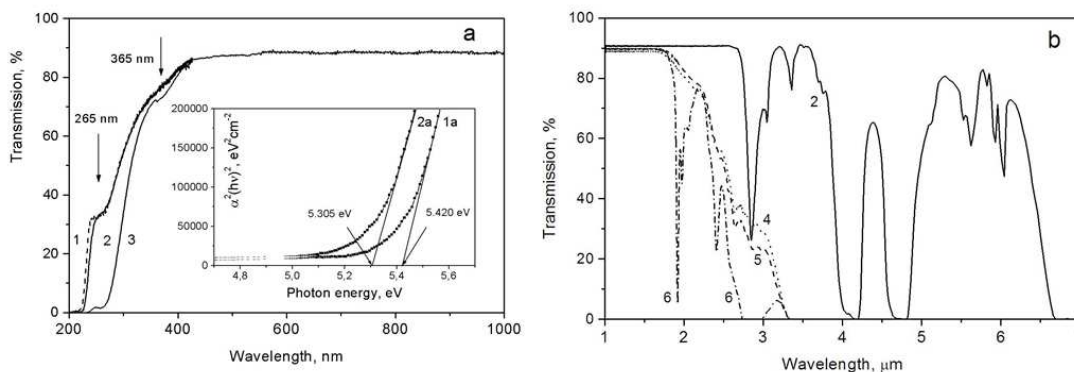 a
Transmission, %
100
80
60
40
20
0
200
400
600
800
1000
Wavelength, nm
365 nm
265 nm
1
2
3
α²(hν)², eV²cm⁻²
200000
150000
100000
50000
0
4,8
5,0
5,2
5,4
5,6
Photon energy, eV
2a
1a
5.305 eV
5.420 eV
b
Transmission, %
100
80
60
40
20
0
1
2
3
4
5
6
Wavelength, μm
2
4
5
6
6